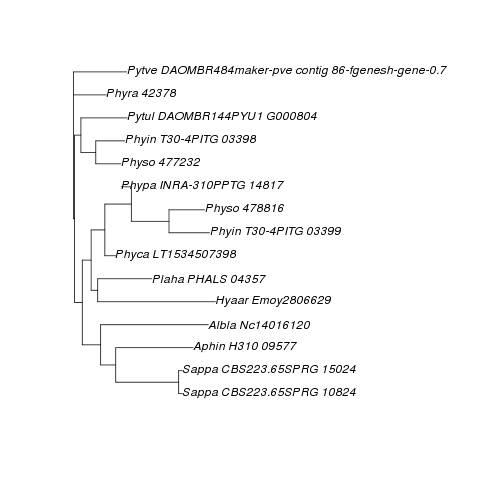 Pytve DAOMBR484maker-pve contig 86-fgenesh-gene-0.7
Phyra 42378
Pytul DAOMBR144PYU1 G000804
Phyin T30-4PITG 03398
Physo 477232
Phypa INRA-310PPTG 14817
Physo 478816
Phyin T30-4PITG 03399
Phyca LT1534507398
Plaha PHALS 04357
Hyaar Emoy2806629
Albla Nc14016120
Aphin H310 09577
Sappa CBS223.65SPRG 15024
Sappa CBS223.65SPRG 10824